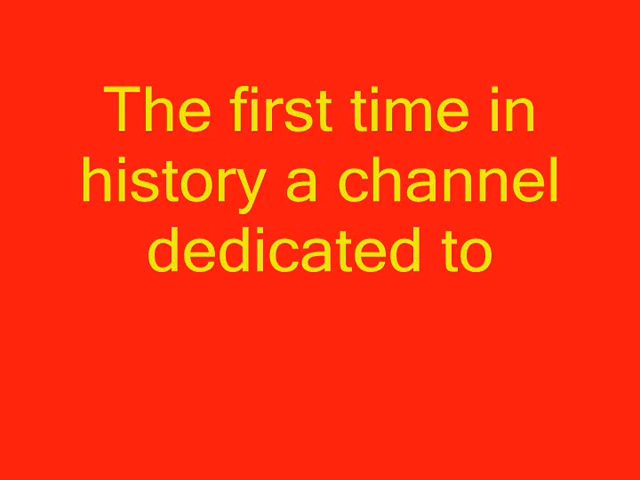 The first time in
history a channel
dedicated to